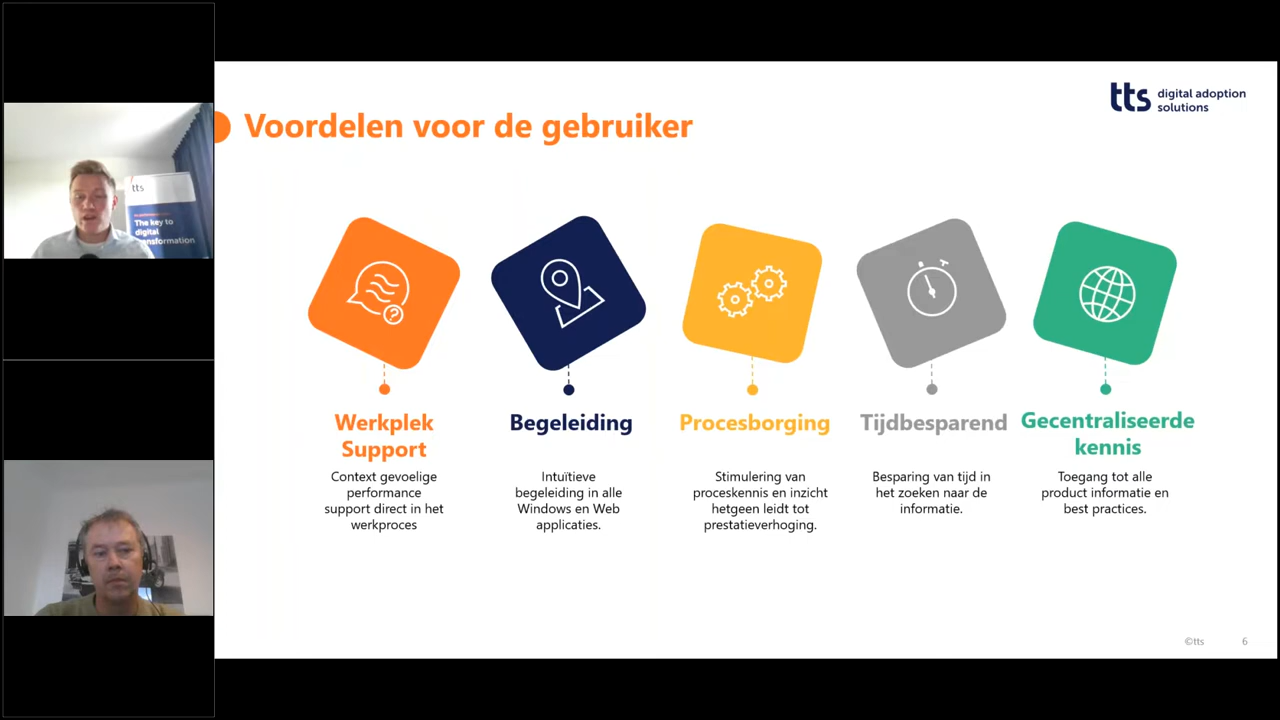 tts digital adoption
solutions
Voordelen voor de gebruiker
tts
The key to
digital
Werkplek
Support
Context gevoelige
performance
support direct in het
werkproces
Begeleiding
Intuïtieve
begeleiding in alle
Windows en Web
applicaties.
Procesborging
Stimulering van
proceskennis en inzicht
hetgeen leidt tot
prestatieverhoging.
Tijdbesparend
Besparing van tijd in
het zoeken naar de
informatie.
Gecentraliseerde
kennis
Toegang tot alle
product informatie en
best practices.
?
©tts
6